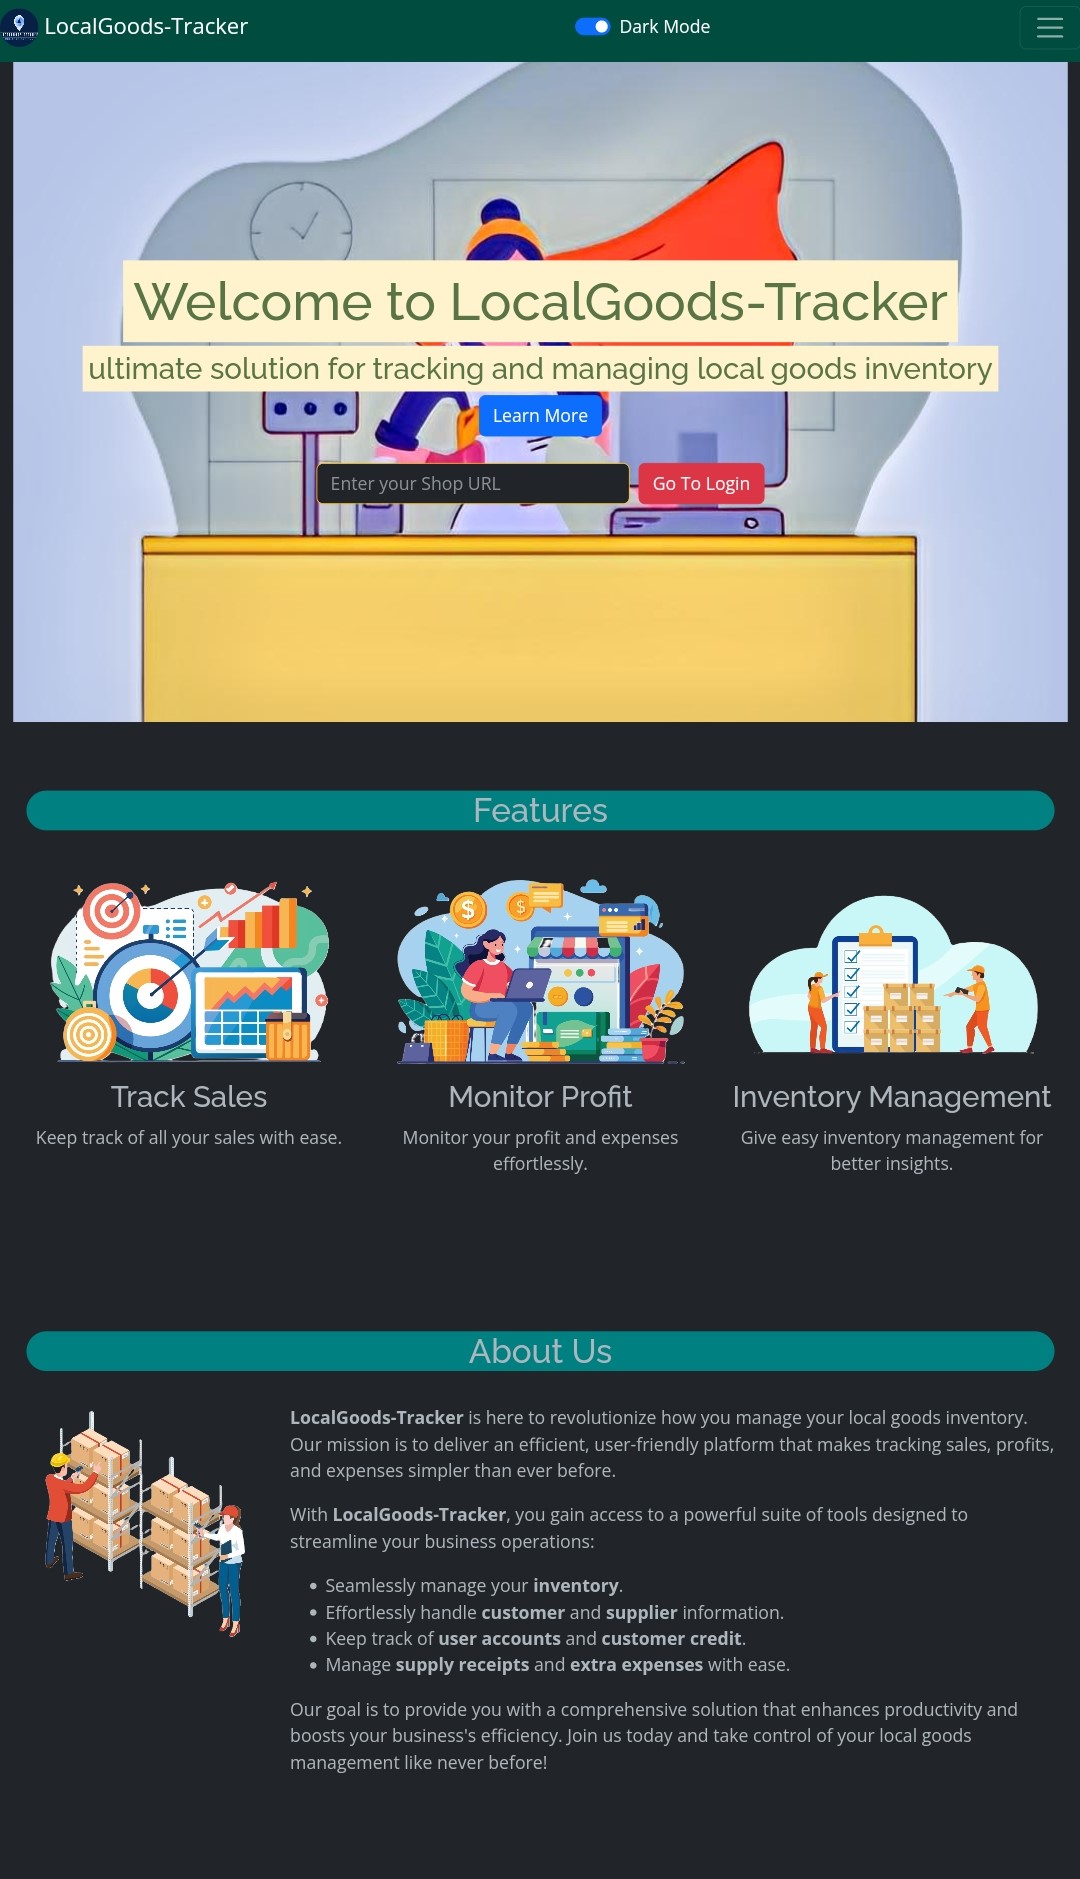 LocalGoods-Tracker
Dark Mode
Welcome to LocalGoods-Tracker
ultimate solution for tracking and managing local goods inventory
Learn More
Enter your Shop URL
Go To Login
Features
Track Sales
Keep track of all your sales with ease.
Monitor Profit
Monitor your profit and expenses
effortlessly.
Inventory Management
Give easy inventory management for
better insights.
About Us
LocalGoods-Tracker is here to revolutionize how you manage your local goods inventory.
Our mission is to deliver an efficient, user-friendly platform that makes tracking sales, profits,
and expenses simpler than ever before.
With LocalGoods-Tracker, you gain access to a powerful suite of tools designed to
streamline your business operations:
• Seamlessly manage your inventory.
• Effortlessly handle customer and supplier information.
• Keep track of user accounts and customer credit.
• Manage supply receipts and extra expenses with ease.
Our goal is to provide you with a comprehensive solution that enhances productivity and
boosts your business's efficiency. Join us today and take control of your local goods
management like never before!